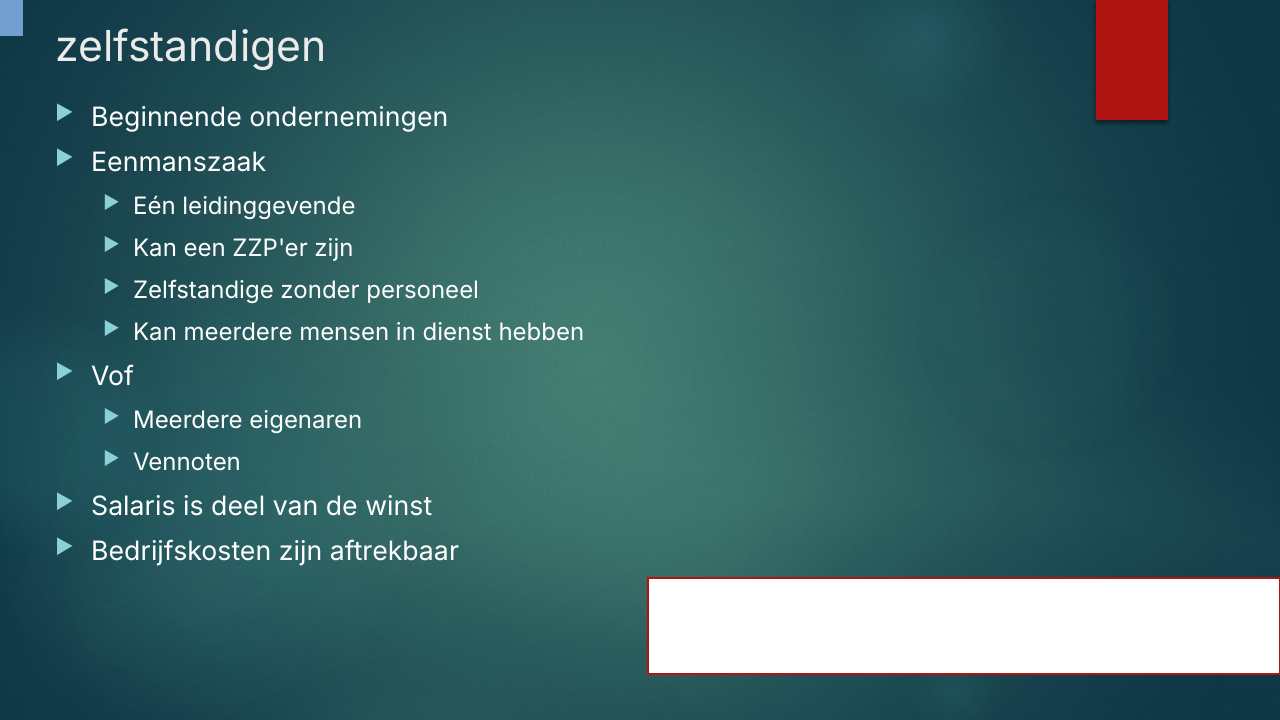 zelfstandigen
Beginnende ondernemingen
Eenmanszaak
Eén leidinggevende
Kan een ZZP'er zijn
Zelfstandige zonder personeel
Kan meerdere mensen in dienst hebben
Vof
Meerdere eigenaren
Vennoten
Salaris is deel van de winst
Bedrijfskosten zijn aftrekbaar